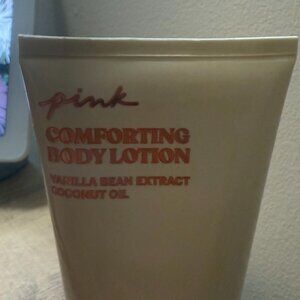 pink
COMFORTING
BODY LOTION
VANILLA BEAN EXTRACT
COCONUT OIL